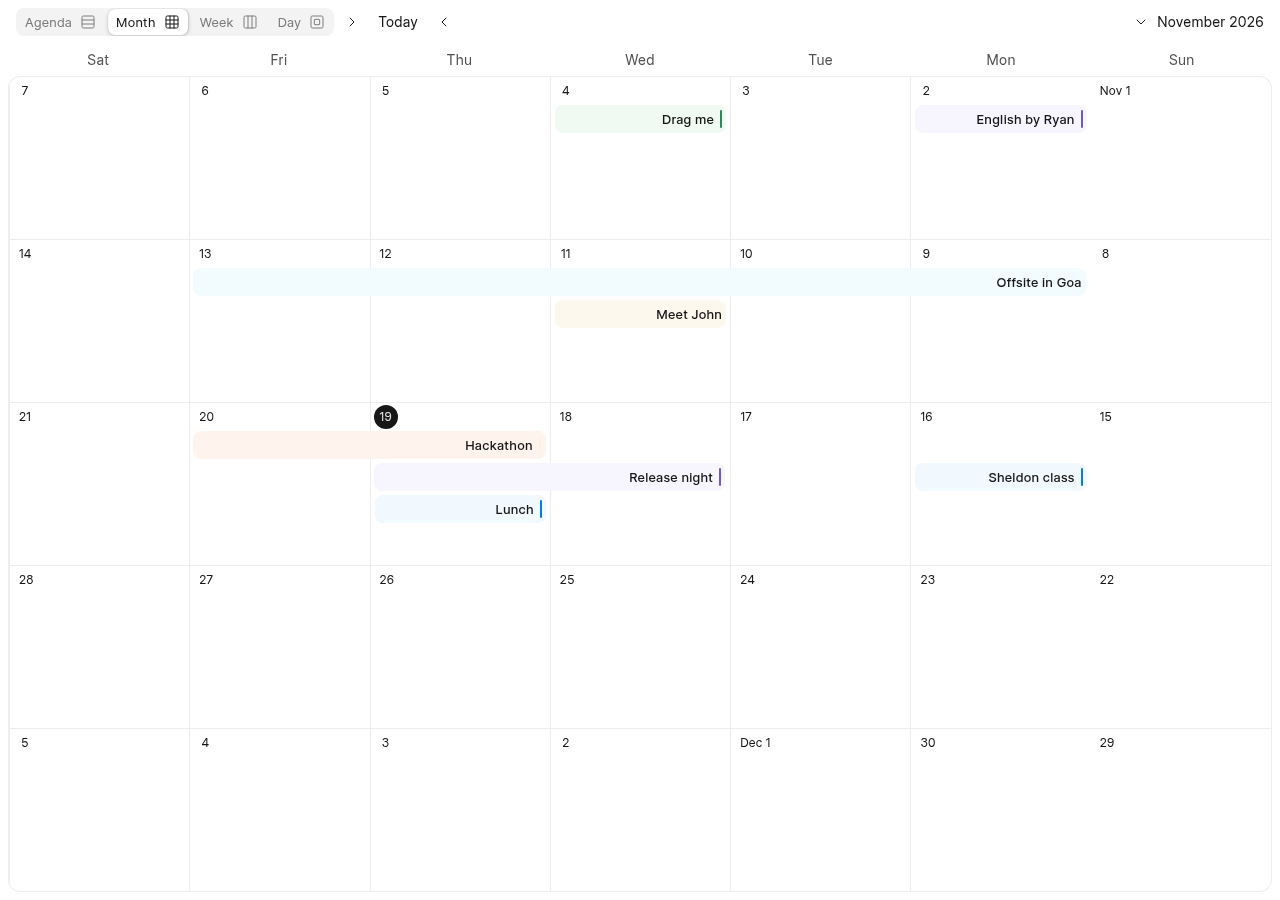 Agenda Month Week Day Today November 2026
Sat Fri Thu Wed Tue Mon Sun
7 6 5 4 3 2 Nov 1
Drag me English by Ryan
14 13 12 11 10 9 8
Offsite in Goa
Meet John
21 20 19 18 17 16 15
Hackathon
Release night Sheldon class
Lunch
28 27 26 25 24 23 22
5 4 3 2 Dec 1 30 29